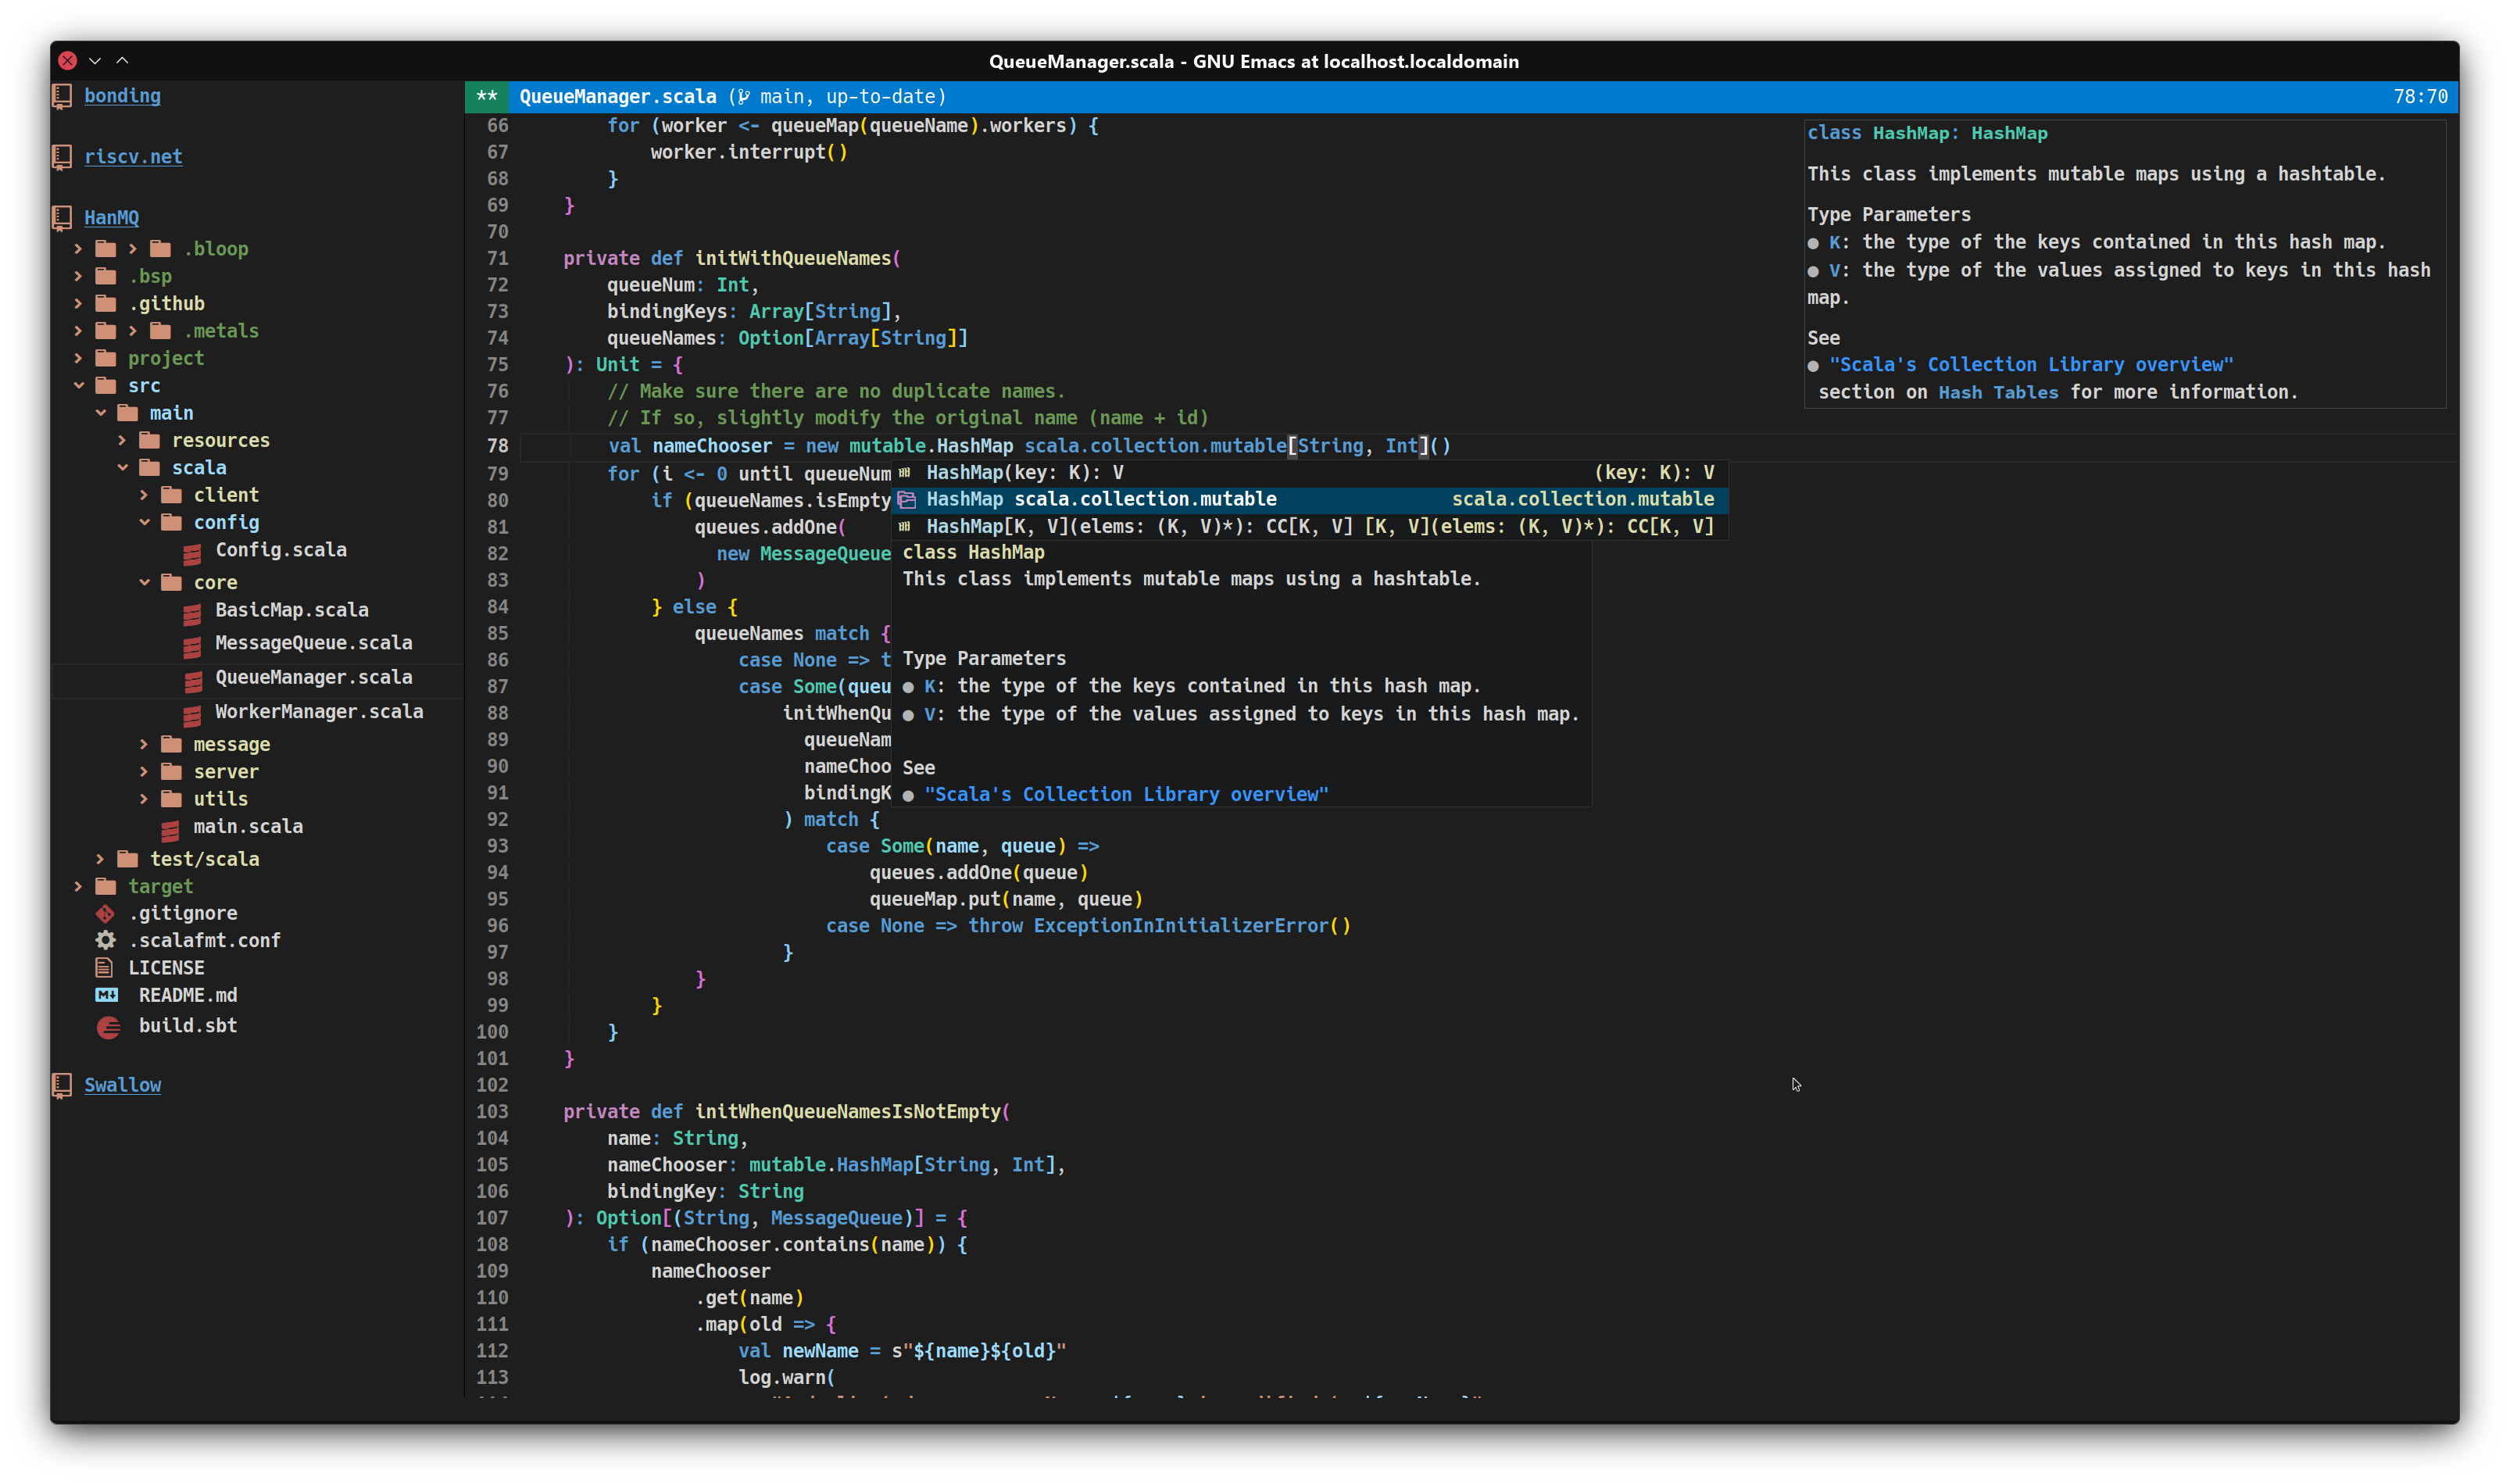 QueueManager.scala - GNU Emacs at localhost.localdomain
bonding
riscv.net
HanMQ
.bloop
.bsp
.github
.metals
project
src
main
resources
scala
client
config
Config.scala
core
BasicMap.scala
MessageQueue.scala
QueueManager.scala
WorkerManager.scala
message
server
utils
main.scala
test/scala
target
.gitignore
.scalafmt.conf
LICENSE
README.md
build.sbt
Swallow
** QueueManager.scala ( main, up-to-date) 78:70
66 for (worker <- queueMap(queueName).workers) {
67 worker.interrupt()
68 }
69 }
70
71 private def initWithQueueNames(
72 queueNum: Int,
73 bindingKeys: Array[String],
74 queueNames: Option[Array[String]]
75 ): Unit = {
76 // Make sure there are no duplicate names.
77 // If so, slightly modify the original name (name + id)
78 val nameChooser = new mutable.HashMap scala.collection.mutable[String, Int]()
79 for (i <- 0 until queueNum
80 if (queueNames.isEmpty
81 queues.addOne(
82 new MessageQueue
83 )
84 } else {
85 queueNames match {
86 case None => t
87 case Some(queu
88 initWhenQu
89 queueNam
90 nameChoo
91 bindingK
92 ) match {
93 case Some(name, queue) =>
94 queues.addOne(queue)
95 queueMap.put(name, queue)
96 case None => throw ExceptionInInitializerError()
97 }
98 }
99 }
100 }
101 }
102
103 private def initWhenQueueNamesIsNotEmpty(
104 name: String,
105 nameChooser: mutable.HashMap[String, Int],
106 bindingKey: String
107 ): Option[(String, MessageQueue)] = {
108 if (nameChooser.contains(name)) {
109 nameChooser
110 .get(name)
111 .map(old => {
112 val newName = s"${name}${old}"
113 log.warn(
HashMap(key: K): V (key: K): V
HashMap scala.collection.mutable scala.collection.mutable
HashMap[K, V](elems: (K, V)*): CC[K, V] [K, V](elems: (K, V)*): CC[K, V]
class HashMap
This class implements mutable maps using a hashtable.
Type Parameters
● K: the type of the keys contained in this hash map.
● V: the type of the values assigned to keys in this hash map.
See
● "Scala's Collection Library overview"
class HashMap: HashMap
This class implements mutable maps using a hashtable.
Type Parameters
● K: the type of the keys contained in this hash map.
● V: the type of the values assigned to keys in this hash
map.
See
● "Scala's Collection Library overview"
section on Hash Tables for more information.